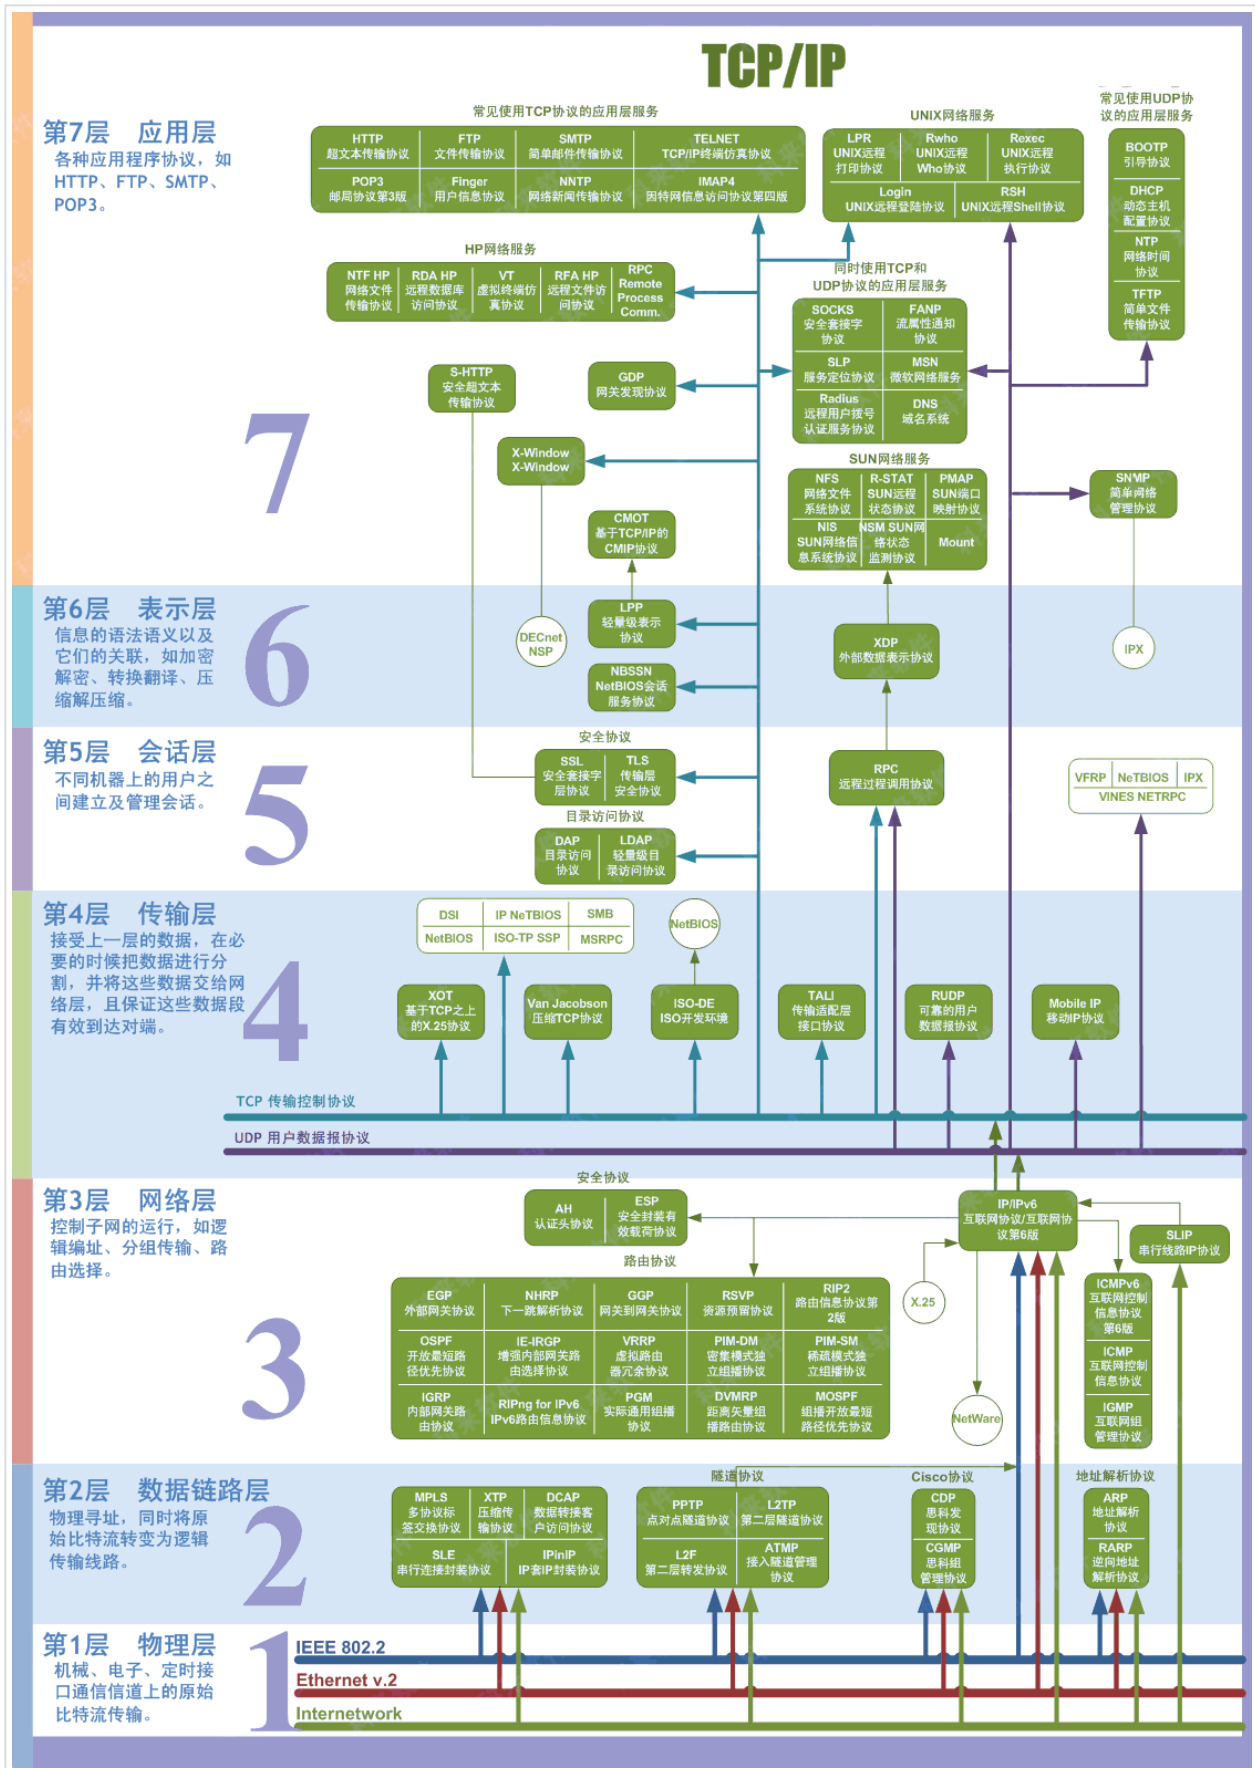 TCP/IP
第7层 应用层
各种应用程序协议，如
HTTP、FTP、SMTP、
POP3。
7
常见使用TCP协议的应用层服务
HTTP
超文本传输协议
FTP
文件传输协议
SMTP
简单邮件传输协议
TELNET
TCP/IP终端仿真协议
POP3
邮局协议第3版
Finger
用户信息协议
NNTP
网络新闻传输协议
IMAP4
因特网信息访问协议第四版
UNIX网络服务
LPR
UNIX远程
打印协议
Rwho
UNIX远程
Who协议
Rexec
UNIX远程
执行协议
Login
UNIX远程登陆协议
RSH
UNIX远程Shell协议
常见使用UDP协
议的应用层服务
BOOTP
引导协议
DHCP
动态主机
配置协议
NTP
网络时间
协议
TFTP
简单文件
传输协议
HP网络服务
NTF HP
网络文件
传输协议
RDA HP
远程数据库
访问协议
VT
虚拟终端仿
真协议
RFA HP
远程文件访
问协议
RPC
Remote
Process
Comm.
同时使用TCP和
UDP协议的应用层服务
SOCKS
安全套接字
协议
FANP
流属性通知
协议
SLP
服务定位协议
MSN
微软网络服务
Radius
远程用户拨号
认证服务协议
DNS
域名系统
S-HTTP
安全超文本
传输协议
GDP
网关发现协议
X-Window
X-Window
CMOT
基于TCP/IP的
CMIP协议
SUN网络服务
NFS
网络文件
系统协议
R-STAT
SUN远程
状态协议
PMAP
SUN端口
映射协议
NIS
SUN网络信
息系统协议
NSM SUN网
络状态
监测协议
Mount
SNMP
简单网络
管理协议
第6层 表示层
信息的语法语义以及
它们的关联，如加密
解密、转换翻译、压
缩解压缩。
6
DECnet
NSP
LPP
轻量级表示
协议
NBSSN
NetBIOS会话
服务协议
XDP
外部数据表示协议
IPX
第5层 会话层
不同机器上的用户之
间建立及管理会话。
5
安全协议
SSL
安全套接字
层协议
TLS
传输层
安全协议
目录访问协议
DAP
目录访问
协议
LDAP
轻量级目
录访问协议
RPC
远程过程调用协议
VFRP
NeTBIOS
IPX
VINES NETRPC
第4层 传输层
接受上一层的数据，在必
要的时候把数据进行分
割，并将这些数据交给网
络层，且保证这些数据段
有效到达对端。
4
DSI
IP NeTBIOS
SMB
NetBIOS
ISO-TP SSP
MSRPC
NetBIOS
XOT
基于TCP之上
的X.25协议
Van Jacobson
压缩TCP协议
ISO-DE
ISO开发环境
TALI
传输适配层
接口协议
RUDP
可靠的用户
数据报协议
Mobile IP
移动IP协议
TCP 传输控制协议
UDP 用户数据报协议
第3层 网络层
控制子网的运行，如逻
辑编址、分组传输、路
由选择。
3
安全协议
AH
认证头协议
ESP
安全封装有
效载荷协议
IP/IPv6
互联网协议/互联网协
议第6版
SLIP
串行线路IP协议
X.25
NetWare
ICMPv6
互联网控制
信息协议
第6版
ICMP
互联网控制
信息协议
IGMP
互联网组
管理协议
路由协议
EGP
外部网关协议
NHRP
下一跳解析协议
GGP
网关到网关协议
RSVP
资源预留协议
RIP2
路由信息协议第
2版
OSPF
开放最短路
径优先协议
IE-IRGP
增强内部网关路
由选择协议
VRRP
虚拟路由
器冗余协议
PIM-DM
密集模式独
立组播协议
PIM-SM
稀疏模式独
立组播协议
IGRP
内部网关路
由协议
RIPng for IPv6
IPv6路由信息协议
PGM
实际通用组播
协议
DVMRP
距离矢量组
播路由协议
MOSPF
组播开放最短
路径优先协议
第2层 数据链路层
物理寻址，同时将原
始比特流转变为逻辑
传输线路。
2
MPLS
多协议标
签交换协议
XTP
压缩传
输协议
DCAP
数据转接客
户访问协议
SLE
串行连接封装协议
IPinIP
IP套IP封装协议
隧道协议
PPTP
点对点隧道协议
L2TP
第二层隧道协议
L2F
第二层转发协议
ATMP
接入隧道管理
协议
Cisco协议
CDP
思科发
现协议
CGMP
思科组
管理协议
地址解析协议
ARP
地址解析
协议
RARP
逆向地址
解析协议
第1层 物理层
机械、电子、定时接
口通信信道上的原始
比特流传输。
1
IEEE 802.2
Ethernet v.2
Internetwork